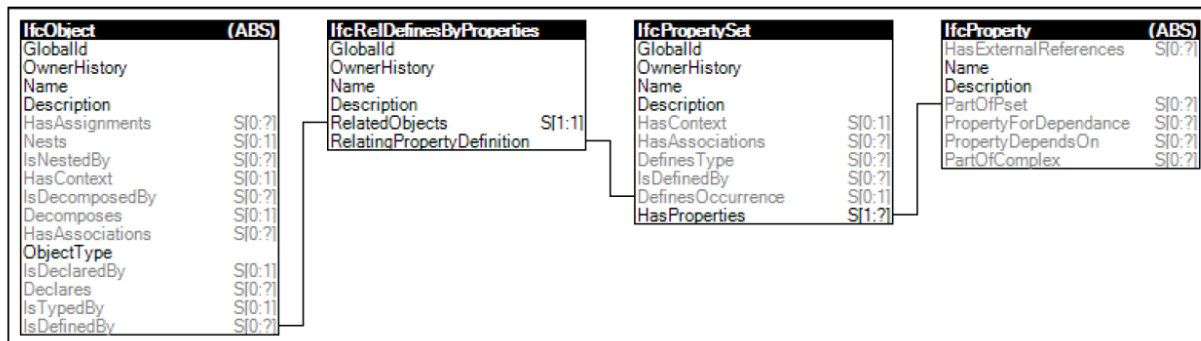 IfcObject (ABS)
GlobalId
OwnerHistory
Name
Description
HasAssignments S[0:?]
Nests S[0:1]
IsNestedBy S[0:?]
HasContext S[0:1]
IsDecomposedBy S[0:?]
Decomposes S[0:1]
HasAssociations S[0:?]
ObjectType
IsDeclaredBy S[0:1]
Declares S[0:?]
IsTypedBy S[0:1]
IsDefinedBy S[0:?]
IfcRelDefinesByProperties
GlobalId
OwnerHistory
Name
Description
RelatedObjects S[1:1]
RelatingPropertyDefinition
IfcPropertySet
GlobalId
OwnerHistory
Name
Description
HasContext S[0:1]
HasAssociations S[0:?]
DefinesType S[0:?]
IsDefinedBy S[0:?]
DefinesOccurrence S[0:1]
HasProperties S[1:?]
IfcProperty (ABS)
HasExternalReferences S[0:?]
Name
Description
PartOfPset S[0:?]
PropertyForDependance S[0:?]
PropertyDependsOn S[0:?]
PartOfComplex S[0:?]